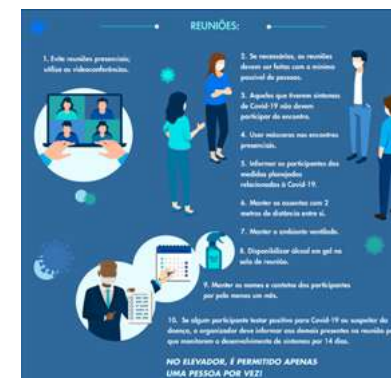 REUNIÕES:
1. Evite reuniões presenciais;
utilize as videoconferências.
2. Se necessários, as reuniões
devem ser feitas com o mínimo
possível de pessoas.
3. Aqueles que tiverem sintomas
de Covid-19 não devem
participar do encontro.
4. Usar máscaras nos encontros
presenciais.
5. Informar os participantes das
medidas planejadas
relacionadas à Covid-19.
6. Manter os assentos com 2
metros de distância entre si.
7. Manter o ambiente ventilado.
8. Disponibilizar álcool em gel na
sala de reunião.
9. Manter os nomes e contatos dos participantes
por pelo menos um mês.
10. Se algum participante testar positivo para Covid-19 ou suspeitar da
doença, o organizador deve informar aos demais presentes na reunião
que monitorem o desenvolvimento de sintomas por 14 dias.
NO ELEVADOR, É PERMITIDO APENAS
UMA PESSOA POR VEZ!